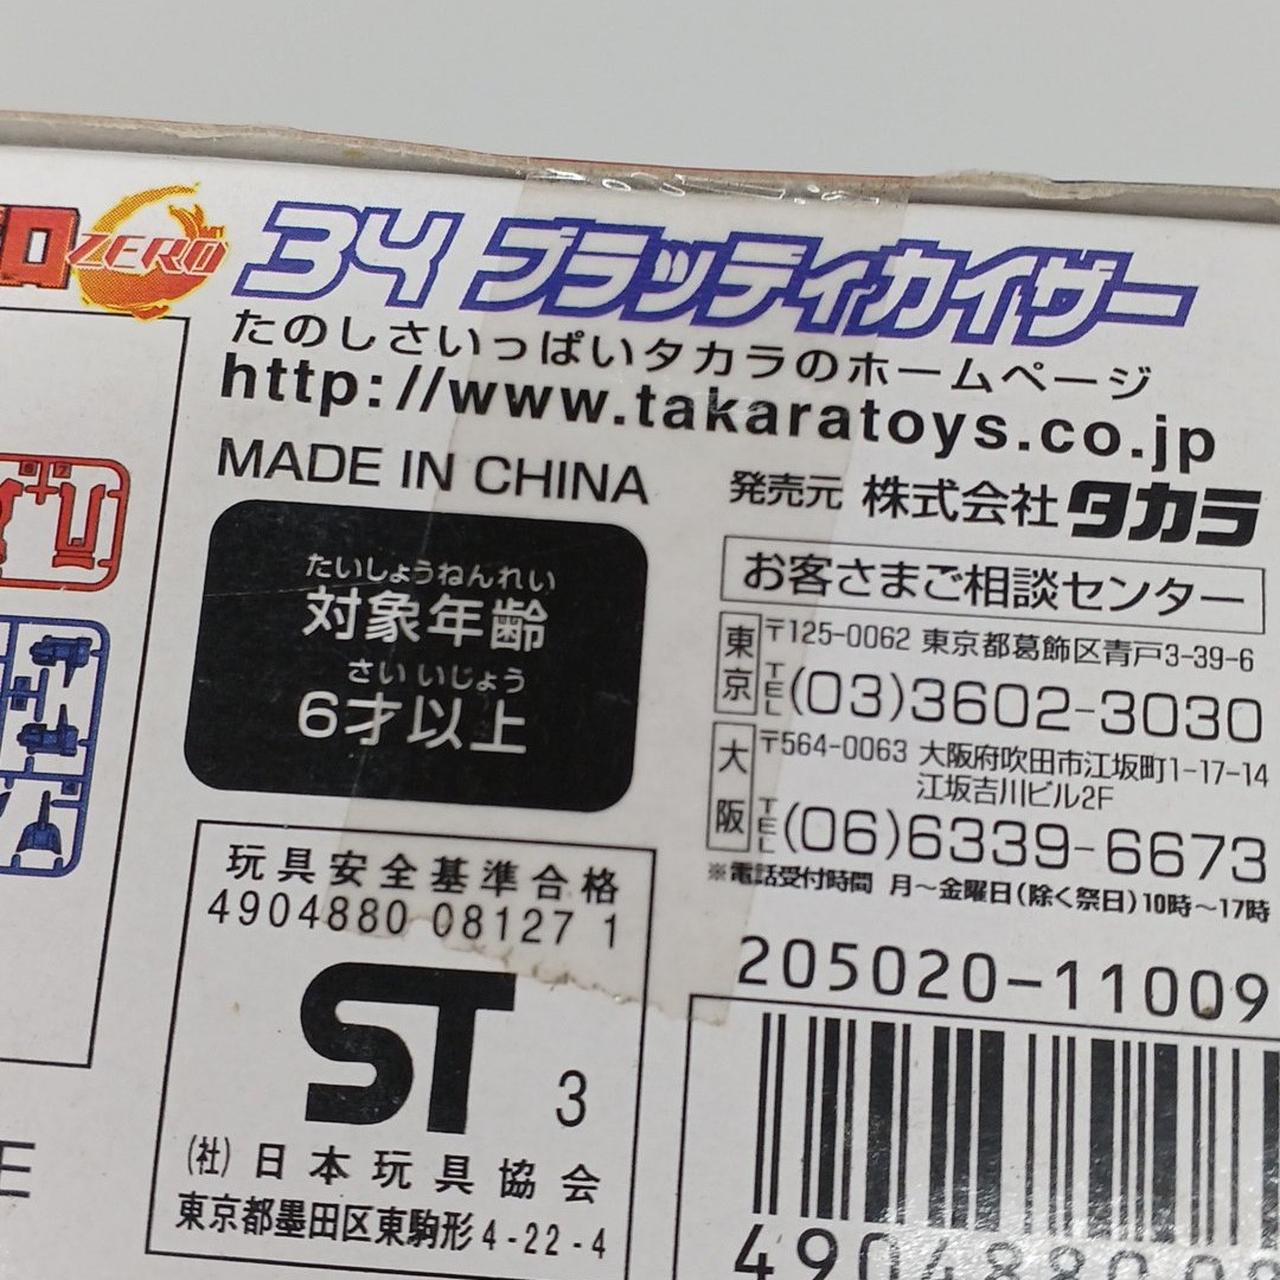 ZERO 34 ブラッディカイザー
たのしさいっぱいタカラのホームページ
http://www.takaratoys.co.jp
MADE IN CHINA
発売元 株式会社タカラ
たいしょうねんれい
対象年齢
さい いじょう
6才以上
お客さまご相談センター
東京 〒125-0062 東京都葛飾区青戸3-39-6
TEL (03)3602-3030
大阪 〒564-0063 大阪府吹田市江坂町1-17-14
江坂吉川ビル2F
TEL (06)6339-6673
※電話受付時間 月～金曜日(除く祭日)10時～17時
玩具安全基準合格
4904880 08127 1
ST 3
(社)日本玩具協会
東京都墨田区東駒形4-22-4
205020-11009